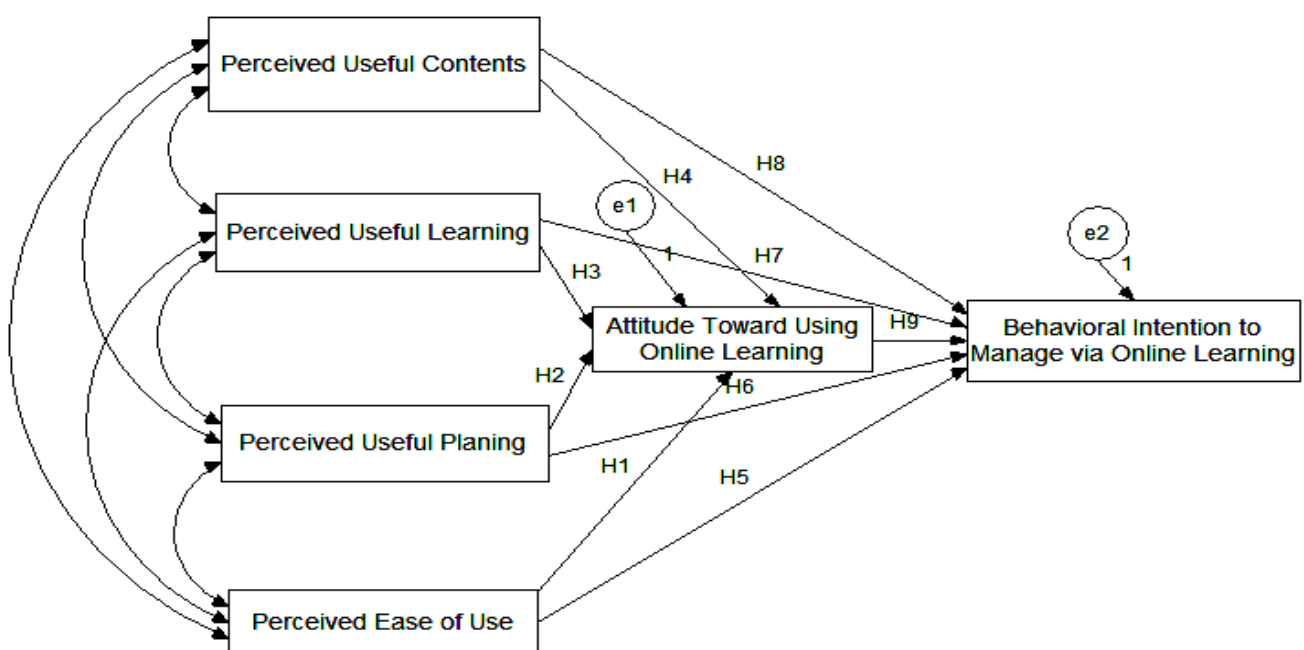 Perceived Useful Contents
H8
H4
e1
Perceived Useful Learning
e2
1
H7
1
H3
Attitude Toward Using
Online Learning
H9
Behavioral Intention to
Manage via Online Learning
H2
H6
Perceived Useful Planing
H1
H5
Perceived Ease of Use